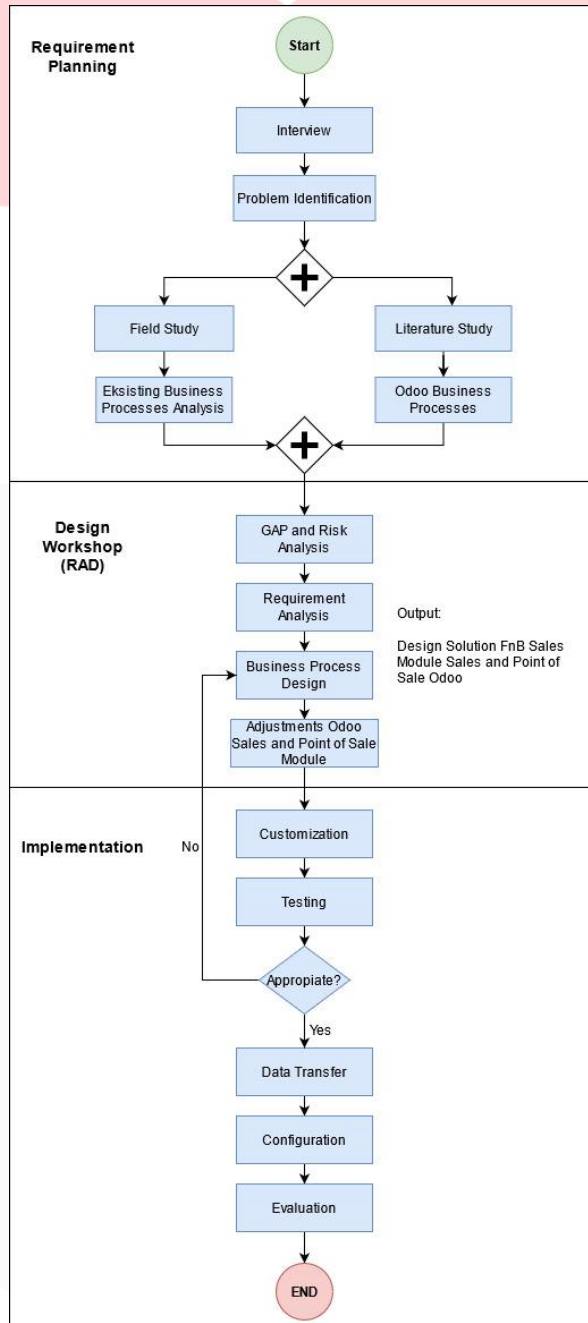 Requirement
Planning
Start
Interview
Problem Identification
Field Study
Literature Study
Eksisting Business
Processes Analysis
Odoo Business
Processes
Design
Workshop
(RAD)
GAP and Risk
Analysis
Requirement
Analysis
Output:
Design Solution FnB Sales
Module Sales and Point of
Sale Odoo
Business Process
Design
Adjustments Odoo
Sales and Point of Sale
Module
Implementation
No
Customization
Testing
Appropiate?
Yes
Data Transfer
Configuration
Evaluation
END